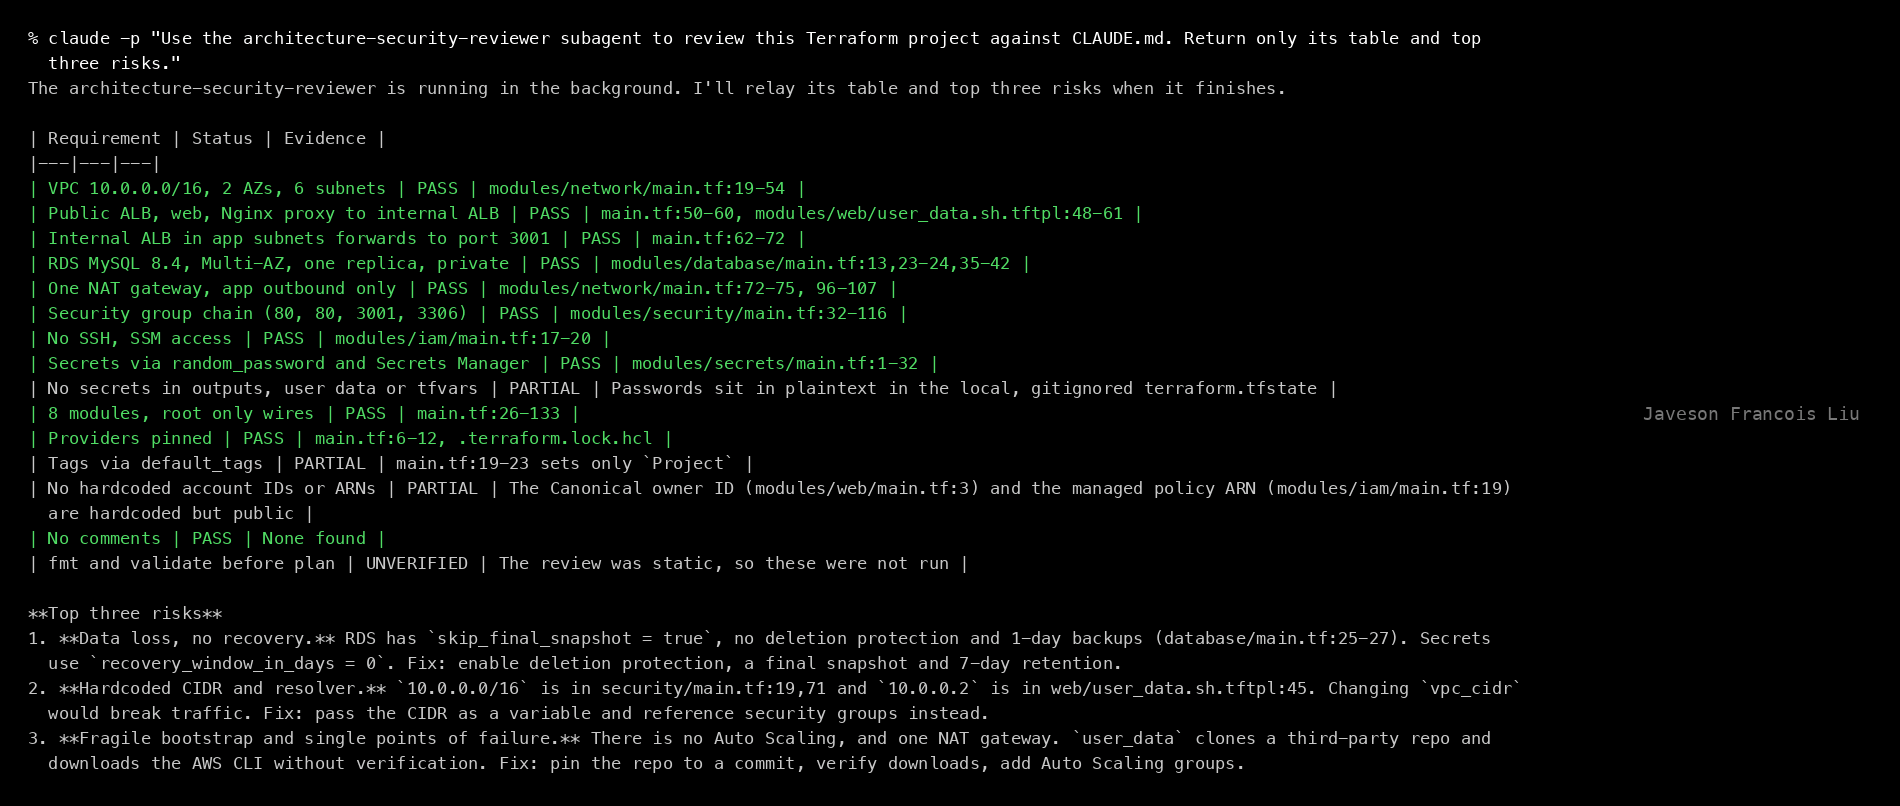 % claude -p "Use the architecture-security-reviewer subagent to review this Terraform project against CLAUDE.md. Return only its table and top
three risks."
The architecture-security-reviewer is running in the background. I'll relay its table and top three risks when it finishes.
| Requirement | Status | Evidence |
|---|---|---|
| VPC 10.0.0.0/16, 2 AZs, 6 subnets | PASS | modules/network/main.tf:19-54 |
| Public ALB, web, Nginx proxy to internal ALB | PASS | main.tf:50-60, modules/web/user_data.sh.tftpl:48-61 |
| Internal ALB in app subnets forwards to port 3001 | PASS | main.tf:62-72 |
| RDS MySQL 8.4, Multi-AZ, one replica, private | PASS | modules/database/main.tf:13,23-24,35-42 |
| One NAT gateway, app outbound only | PASS | modules/network/main.tf:72-75, 96-107 |
| Security group chain (80, 80, 3001, 3306) | PASS | modules/security/main.tf:32-116 |
| No SSH, SSM access | PASS | modules/iam/main.tf:17-20 |
| Secrets via random_password and Secrets Manager | PASS | modules/secrets/main.tf:1-32 |
| No secrets in outputs, user data or tfvars | PARTIAL | Passwords sit in plaintext in the local, gitignored terraform.tfstate |
| 8 modules, root only wires | PASS | main.tf:26-133 |
Javeson Francois Liu
| Providers pinned | PASS | main.tf:6-12, .terraform.lock.hcl |
| Tags via default_tags | PARTIAL | main.tf:19-23 sets only `Project` |
| No hardcoded account IDs or ARNs | PARTIAL | The Canonical owner ID (modules/web/main.tf:3) and the managed policy ARN (modules/iam/main.tf:19)
are hardcoded but public |
| No comments | PASS | None found |
| fmt and validate before plan | UNVERIFIED | The review was static, so these were not run |
**Top three risks**
1. **Data loss, no recovery.** RDS has `skip_final_snapshot = true`, no deletion protection and 1-day backups (database/main.tf:25-27). Secrets
use `recovery_window_in_days = 0`. Fix: enable deletion protection, a final snapshot and 7-day retention.
2. **Hardcoded CIDR and resolver.** `10.0.0.0/16` is in security/main.tf:19,71 and `10.0.0.2` is in web/user_data.sh.tftpl:45. Changing `vpc_cidr`
would break traffic. Fix: pass the CIDR as a variable and reference security groups instead.
3. **Fragile bootstrap and single points of failure.** There is no Auto Scaling, and one NAT gateway. `user_data` clones a third-party repo and
downloads the AWS CLI without verification. Fix: pin the repo to a commit, verify downloads, add Auto Scaling groups.